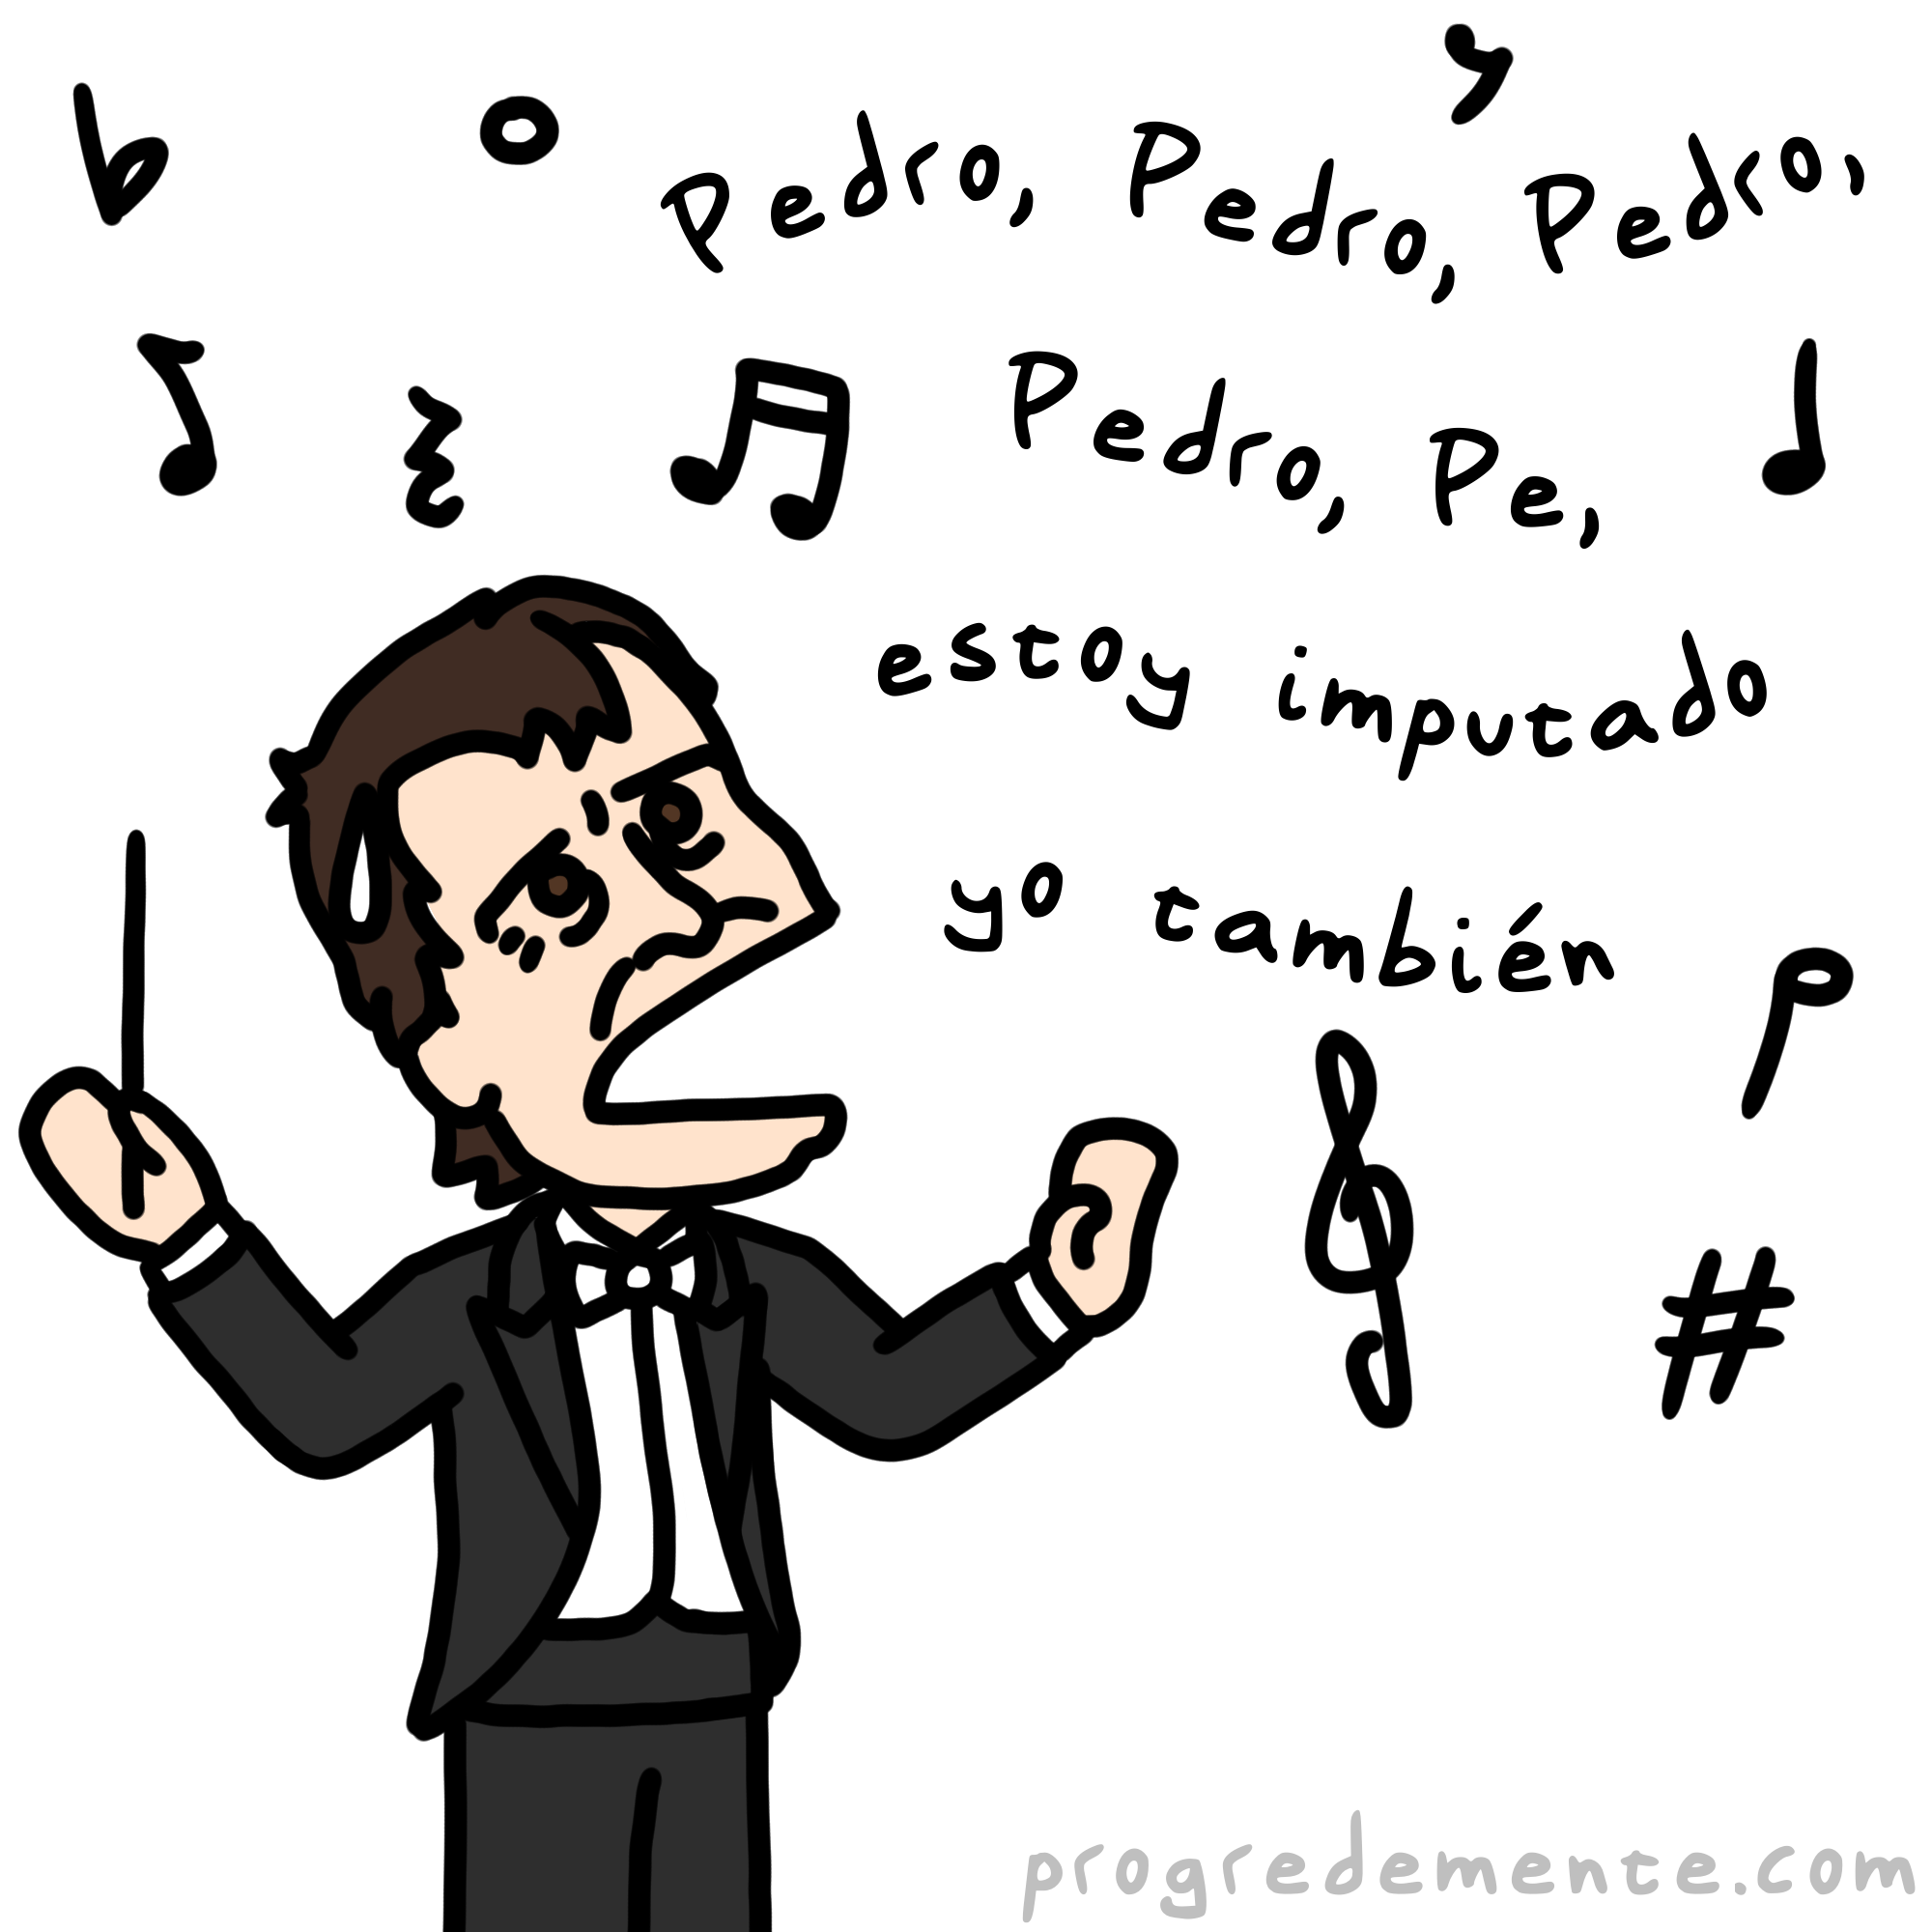 Pedro, Pedro, Pedro,
Pedro, Pe,
estoy imputado
yo también
progredemente.com